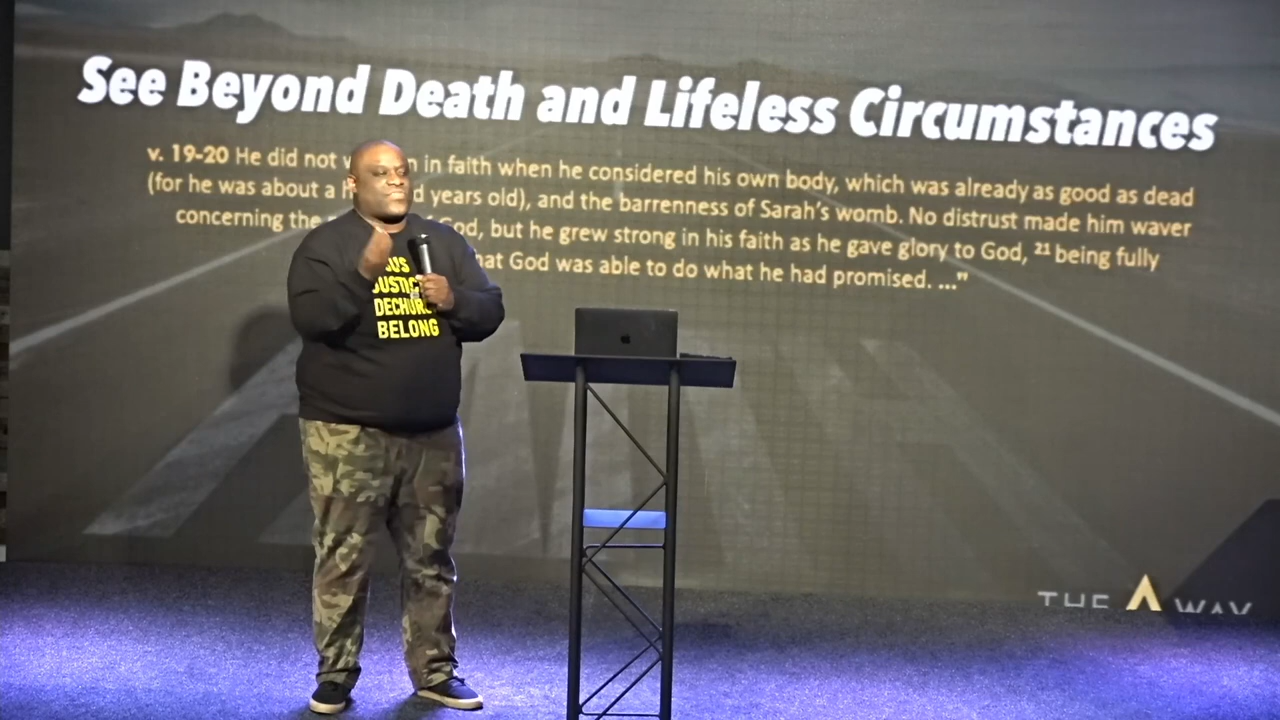 See Beyond Death and Lifeless Circumstances
v. 19-20 He did not in faith when he considered his own body, which was already as good as dead
(for he was about a years old), and the barrenness of Sarah's womb. No distrust made him waver
concerning the God, but he grew strong in his faith as he gave glory to God, 21 being fully
that God was able to do what he had promised. ..."
JUSTICE
DECHURCH
BELONG
THE WAY